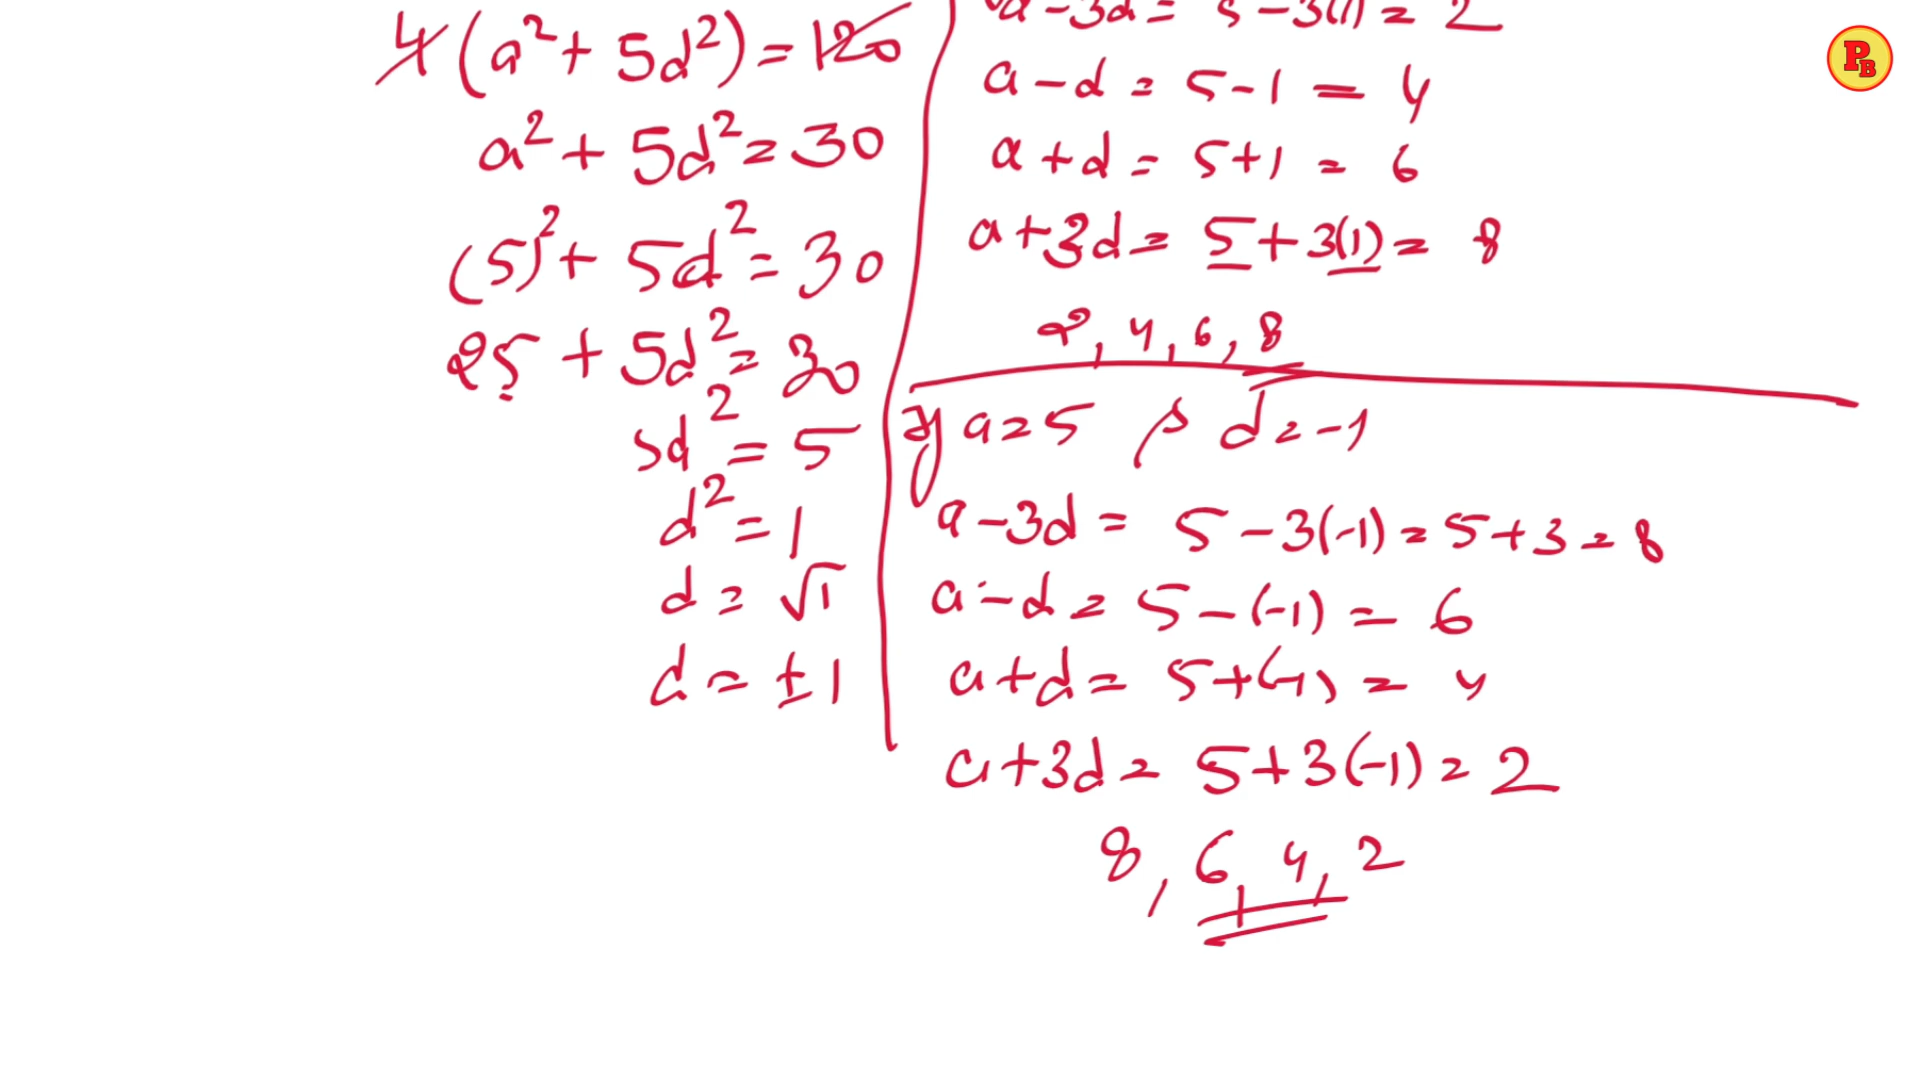 4(a² + 5d²) = 120
a² + 5d² = 30
(5)² + 5d² = 30
25 + 5d² = 30
5d² = 5
d² = 1
d = √1
d = ±1
a - 3d = 5 - 3(1) = 2
a - d = 5 - 1 = 4
a + d = 5 + 1 = 6
a + 3d = 5 + 3(1) = 8
2, 4, 6, 8
If a = 5, d = -1
a - 3d = 5 - 3(-1) = 5 + 3 = 8
a - d = 5 - (-1) = 6
a + d = 5 + (-1) = 4
a + 3d = 5 + 3(-1) = 2
8, 6, 4, 2
PB